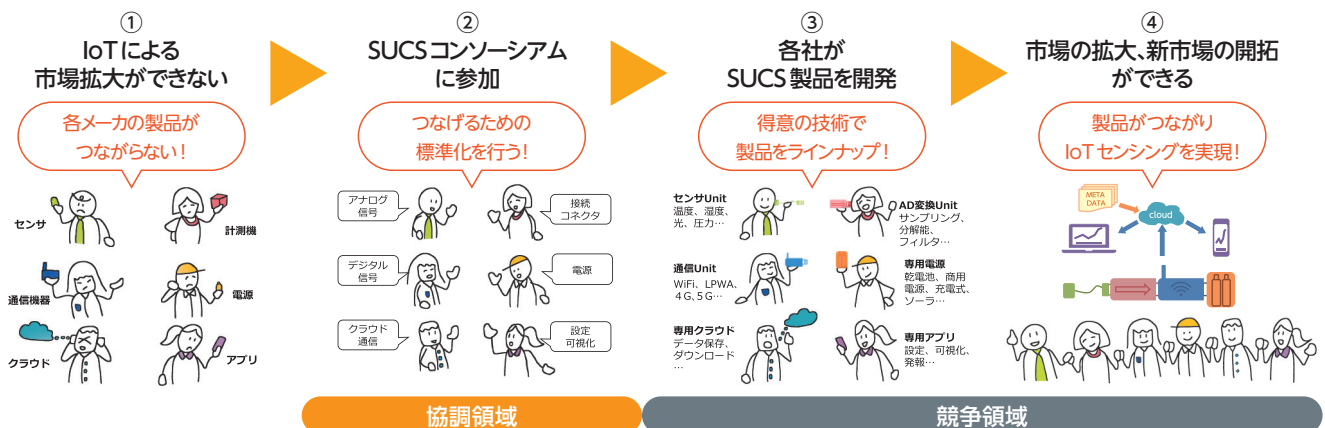 ①
IoTによる
市場拡大ができない
各メーカの製品が
つながらない！
センサ
計測機
通信機器
電源
クラウド
アプリ
②
SUCSコンソーシアム
に参加
つなげるための
標準化を行う！
アナログ
信号
接続
コネクタ
デジタル
信号
電源
クラウド
通信
設定
可視化
③
各社が
SUCS製品を開発
得意の技術で
製品をラインナップ！
センサUnit
温度、湿度、
光、圧力…
AD変換Unit
サンプリング、
分解能、
フィルタ…
通信Unit
WiFi、LPWA、
4G、5G…
専用電源
乾電池、商用
電源、充電式、
ソーラ…
専用クラウド
データ保存、
ダウンロード
…
専用アプリ
設定、可視化、
発報…
④
市場の拡大、新市場の開拓
ができる
製品がつながり
IoTセンシングを実現！
META
DATA
cloud
協調領域
競争領域